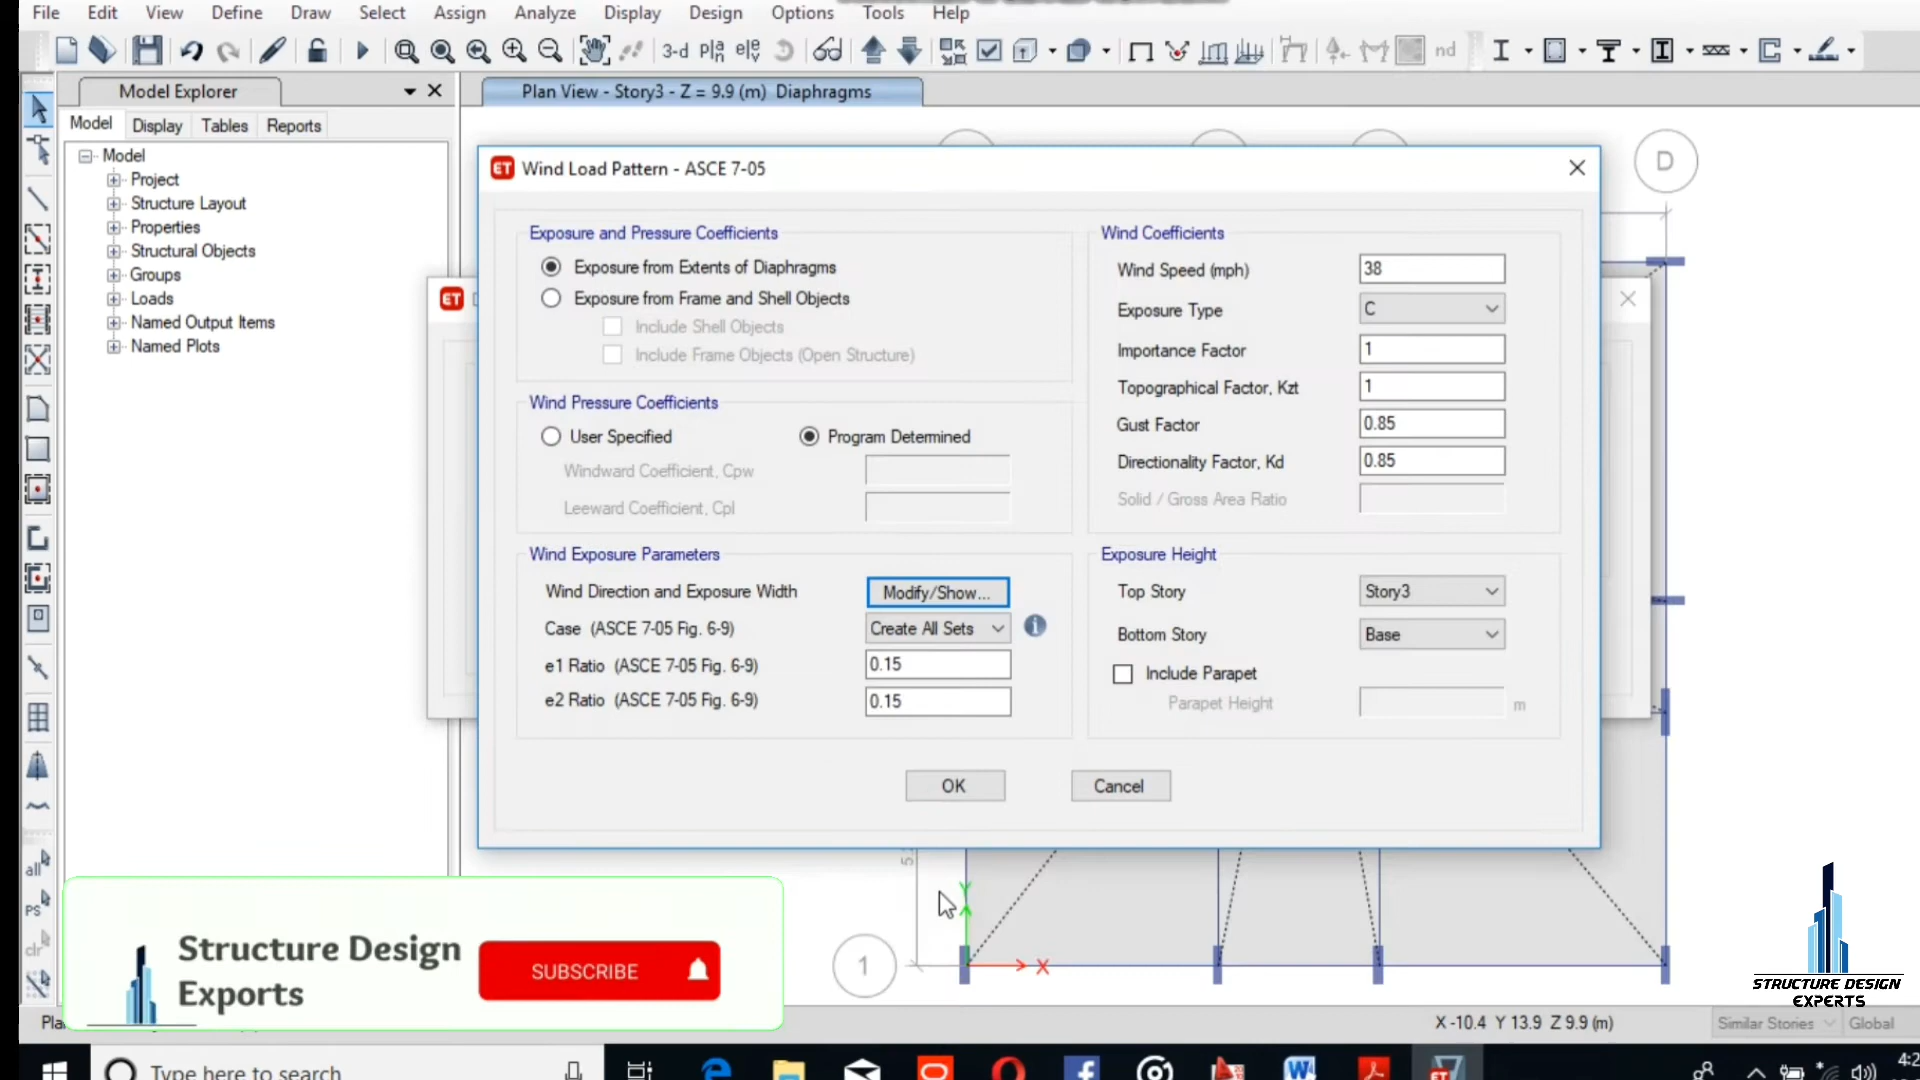 File Edit View Define Draw Select Assign Analyze Display Design Options Tools Help
3-d nd
Model Explorer
Plan View - Story3 - Z = 9.9 (m) Diaphragms
Model Display Tables Reports
Model
Project
Structure Layout
Properties
Structural Objects
Groups
Loads
Named Output Items
Named Plots
D
ET Wind Load Pattern - ASCE 7-05
ET
Exposure and Pressure Coefficients
Exposure from Extents of Diaphragms
Exposure from Frame and Shell Objects
Include Shell Objects
Include Frame Objects (Open Structure)
Wind Pressure Coefficients
User Specified Program Determined
Windward Coefficient, Cpw
Leeward Coefficient, Cpl
Wind Exposure Parameters
Wind Direction and Exposure Width Modify/Show...
Case (ASCE 7-05 Fig. 6-9) Create All Sets
e1 Ratio (ASCE 7-05 Fig. 6-9) 0.15
e2 Ratio (ASCE 7-05 Fig. 6-9) 0.15
Wind Coefficients
Wind Speed (mph) 38
Exposure Type C
Importance Factor 1
Topographical Factor, Kzt 1
Gust Factor 0.85
Directionality Factor, Kd 0.85
Solid / Gross Area Ratio
Exposure Height
Top Story Story3
Bottom Story Base
Include Parapet
Parapet Height m
OK Cancel
all
PS
clr
Y
X
1
Structure Design
Exports
SUBSCRIBE
STRUCTURE DESIGN
EXPERTS
X -10.4 Y 13.9 Z 9.9 (m)
Similar Stories Global
Type here to search